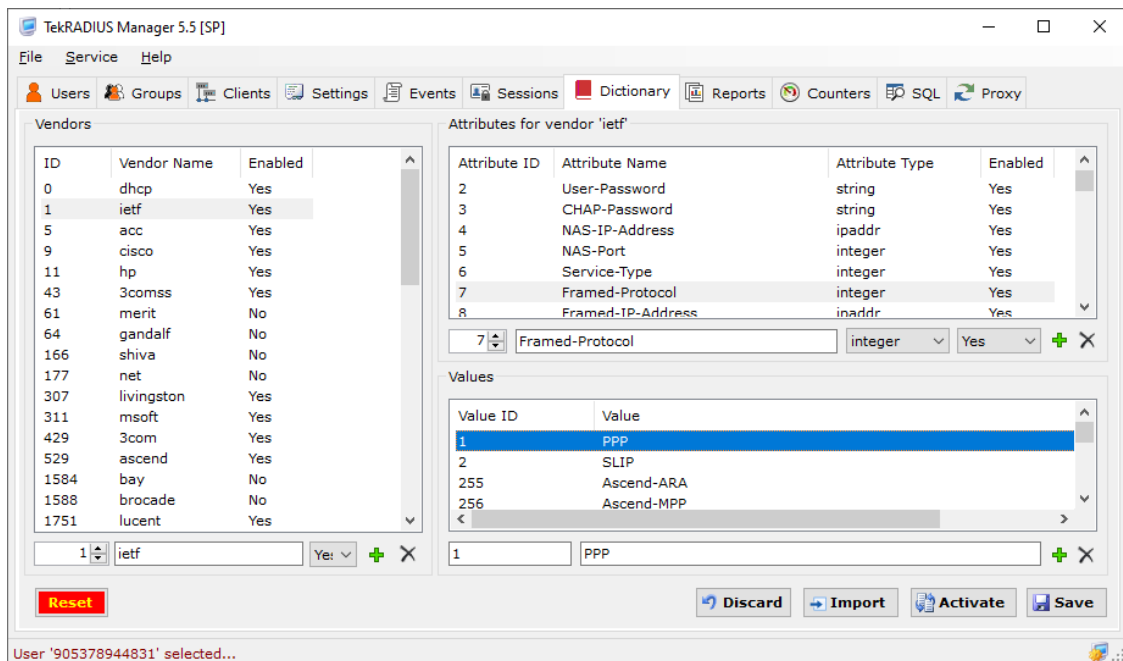 TekRADIUS Manager 5.5 [SP]
File Service Help
Users Groups Clients Settings Events Sessions Dictionary Reports Counters SQL Proxy
Vendors
ID Vendor Name Enabled
0 dhcp Yes
1 ietf Yes
5 acc Yes
9 cisco Yes
11 hp Yes
43 3comss Yes
61 merit No
64 gandalf No
166 shiva No
177 net No
307 livingston Yes
311 msoft Yes
429 3com Yes
529 ascend Yes
1584 bay No
1588 brocade No
1751 lucent Yes
1 ietf Yes
Attributes for vendor 'ietf'
Attribute ID Attribute Name Attribute Type Enabled
2 User-Password string Yes
3 CHAP-Password string Yes
4 NAS-IP-Address ipaddr Yes
5 NAS-Port integer Yes
6 Service-Type integer Yes
7 Framed-Protocol integer Yes
8 Framed-IP-Address ipaddr Yes
7 Framed-Protocol integer Yes
Values
Value ID Value
1 PPP
2 SLIP
255 Ascend-ARA
256 Ascend-MPP
1 PPP
Reset Discard Import Activate Save
User '905378944831' selected...